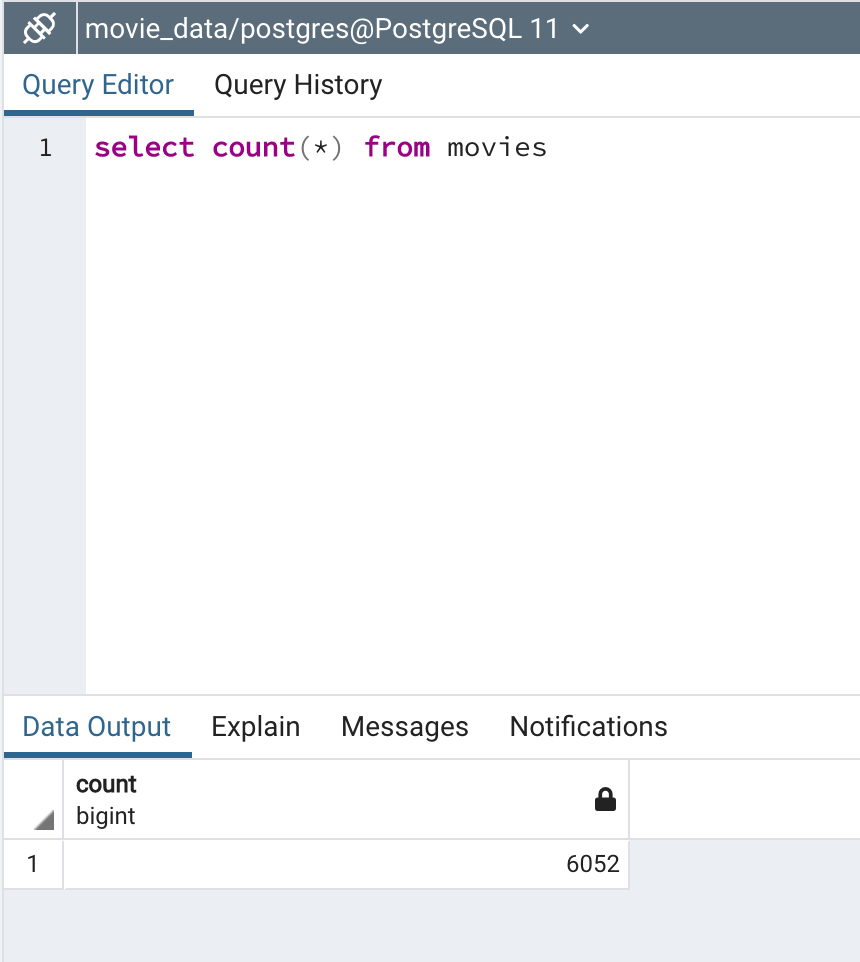 movie_data/postgres@PostgreSQL 11
Query Editor Query History
1 select count(*) from movies
Data Output Explain Messages Notifications
count
bigint
1 6052